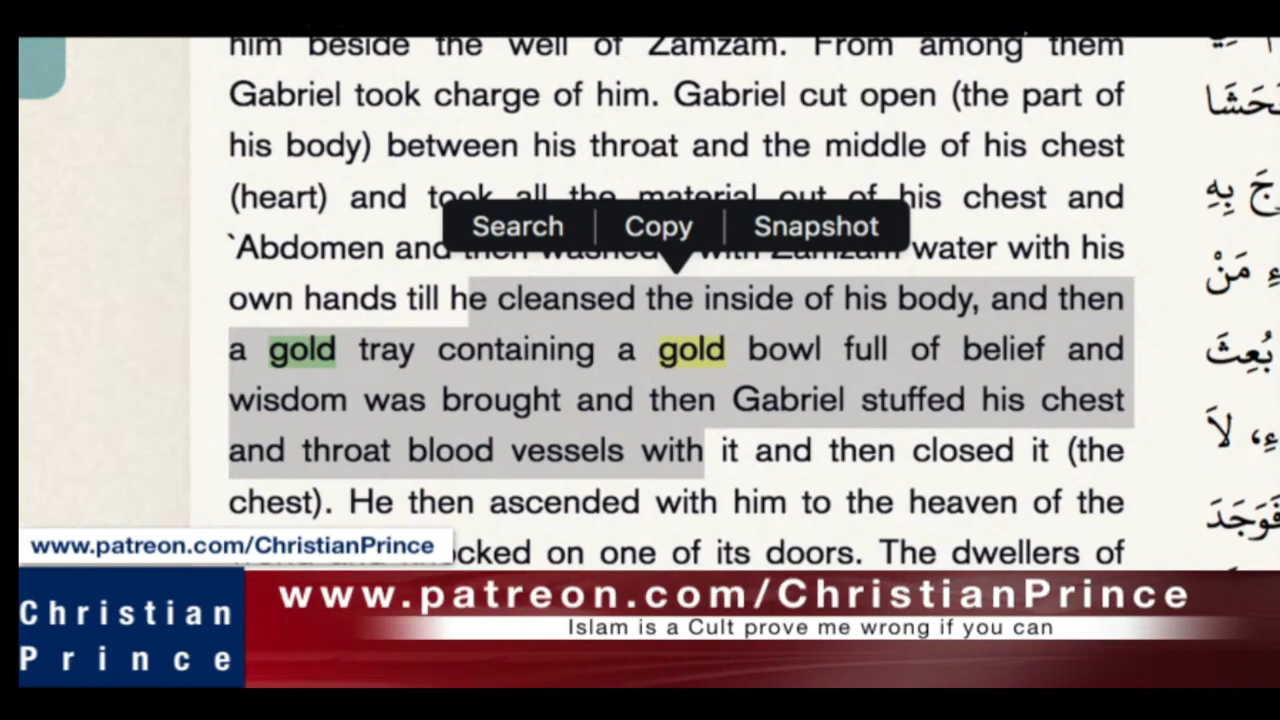 him beside the well of Zamzam. From among them
Gabriel took charge of him. Gabriel cut open (the part of
his body) between his throat and the middle of his chest
(heart) and took all the material out of his chest and
Search Copy Snapshot
`Abdomen and then washed with Zamzam water with his
own hands till he cleansed the inside of his body, and then
a gold tray containing a gold bowl full of belief and
wisdom was brought and then Gabriel stuffed his chest
and throat blood vessels with it and then closed it (the
chest). He then ascended with him to the heaven of the
on one of its doors. The dwellers of
نَحَشَا
جَ بِهِ
ءٍ مَنْ
بُعِثَ
ءِ، لاَ
فَوَجَدَ
www.patreon.com/ChristianPrince
Christian
Prince
www.patreon.com/ChristianPrince
Islam is a Cult prove me wrong if you can